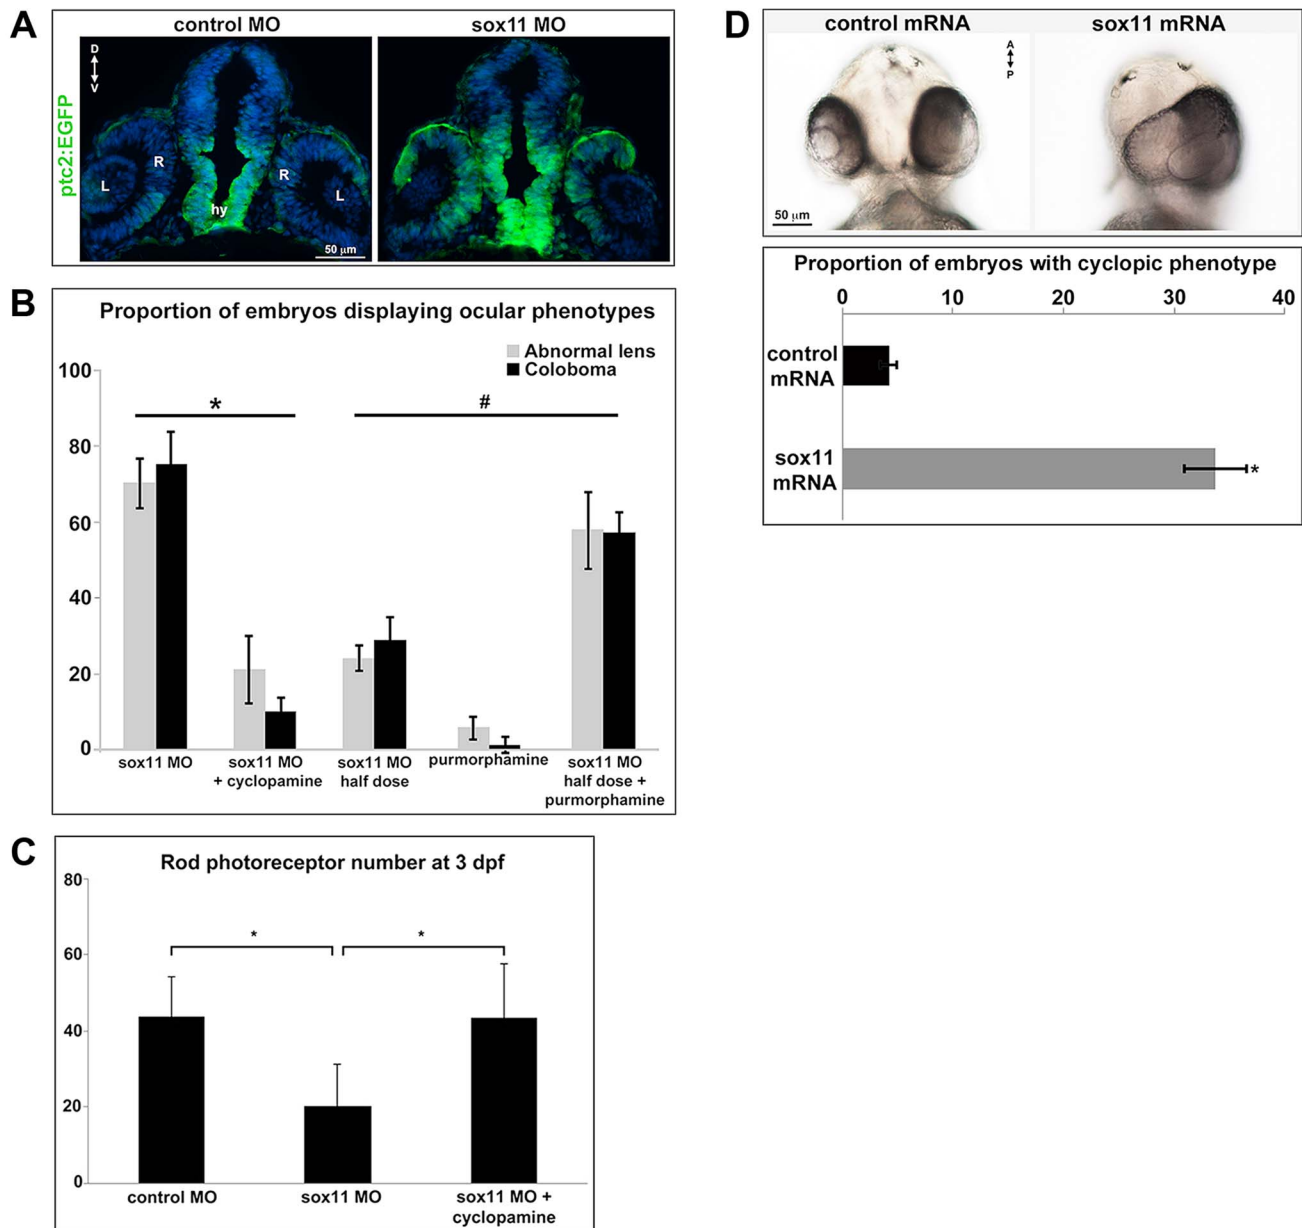 A
control MO
sox11 MO
D
V
ptc2:EGFP
R
R
L
L
hy
50 μm
B
Proportion of embryos displaying ocular phenotypes
Abnormal lens
Coloboma
100
80
60
40
20
0
*
#
sox11 MO
sox11 MO
+ cyclopamine
sox11 MO
half dose
purmorphamine
sox11 MO
half dose +
purmorphamine
C
Rod photoreceptor number at 3 dpf
80
60
40
20
0
*
*
control MO
sox11 MO
sox11 MO +
cyclopamine
D
control mRNA
sox11 mRNA
A
P
50 μm
Proportion of embryos with cyclopic phenotype
0 10 20 30 40
control
mRNA
sox11
mRNA
*